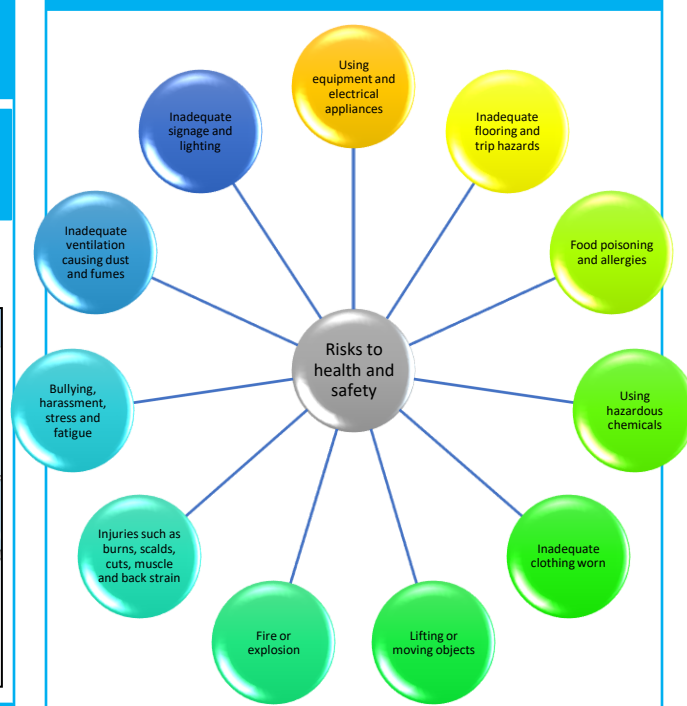 Using
equipment and
electrical
appliances
Inadequate
flooring and
trip hazards
Food poisoning
and allergies
Using
hazardous
chemicals
Inadequate
clothing worn
Lifting or
moving objects
Fire or
explosion
Injuries such as
burns, scalds,
cuts, muscle
and back strain
Bullying,
harassment,
stress and
fatigue
Inadequate
ventilation
causing dust
and fumes
Inadequate
signage and
lighting
Risks to
health and
safety